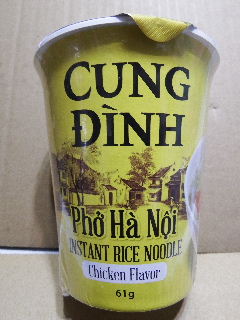 CUNG
ĐÌNH
Phở Hà Nội
INSTANT RICE NOODLE
Chicken Flavor
61g